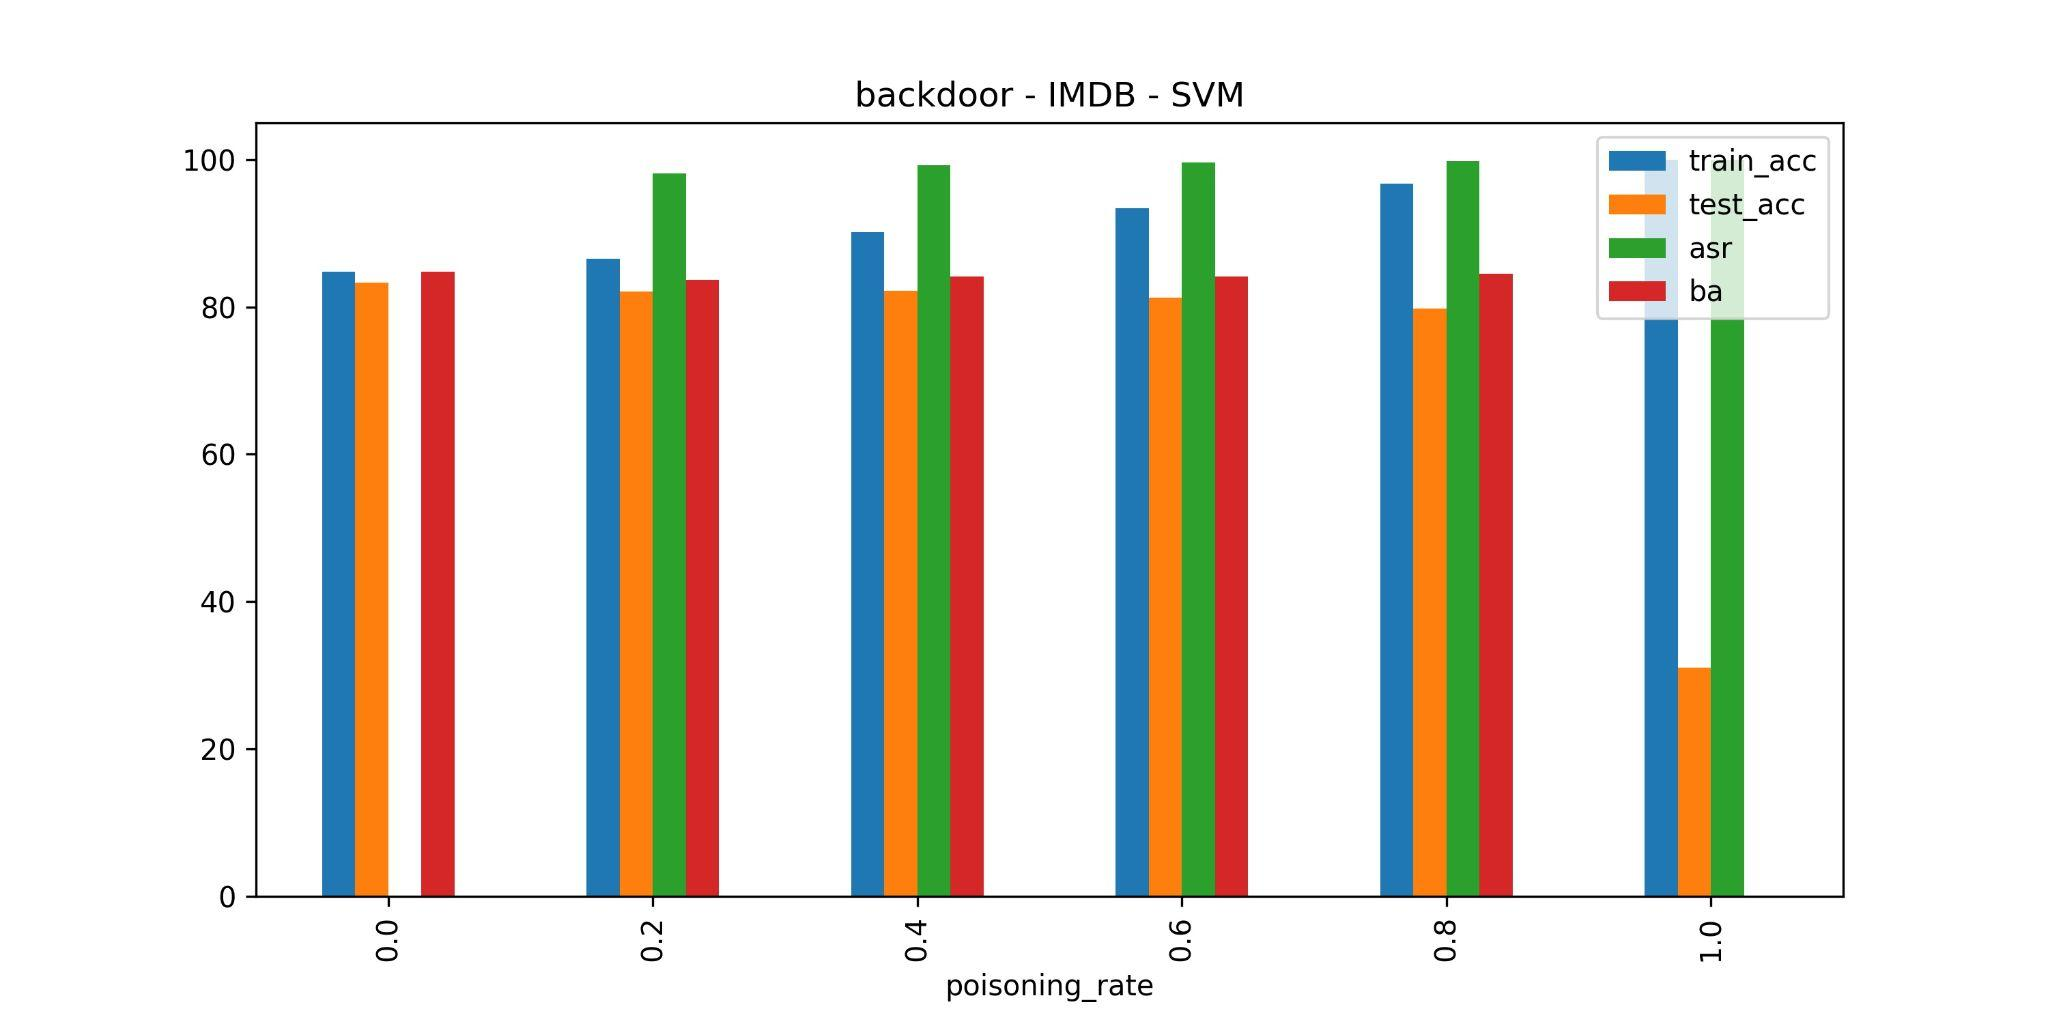 backdoor - IMDB - SVM
100
80
60
40
20
0
train_acc
test_acc
asr
ba
0.0 0.2 0.4 0.6 0.8 1.0
poisoning_rate